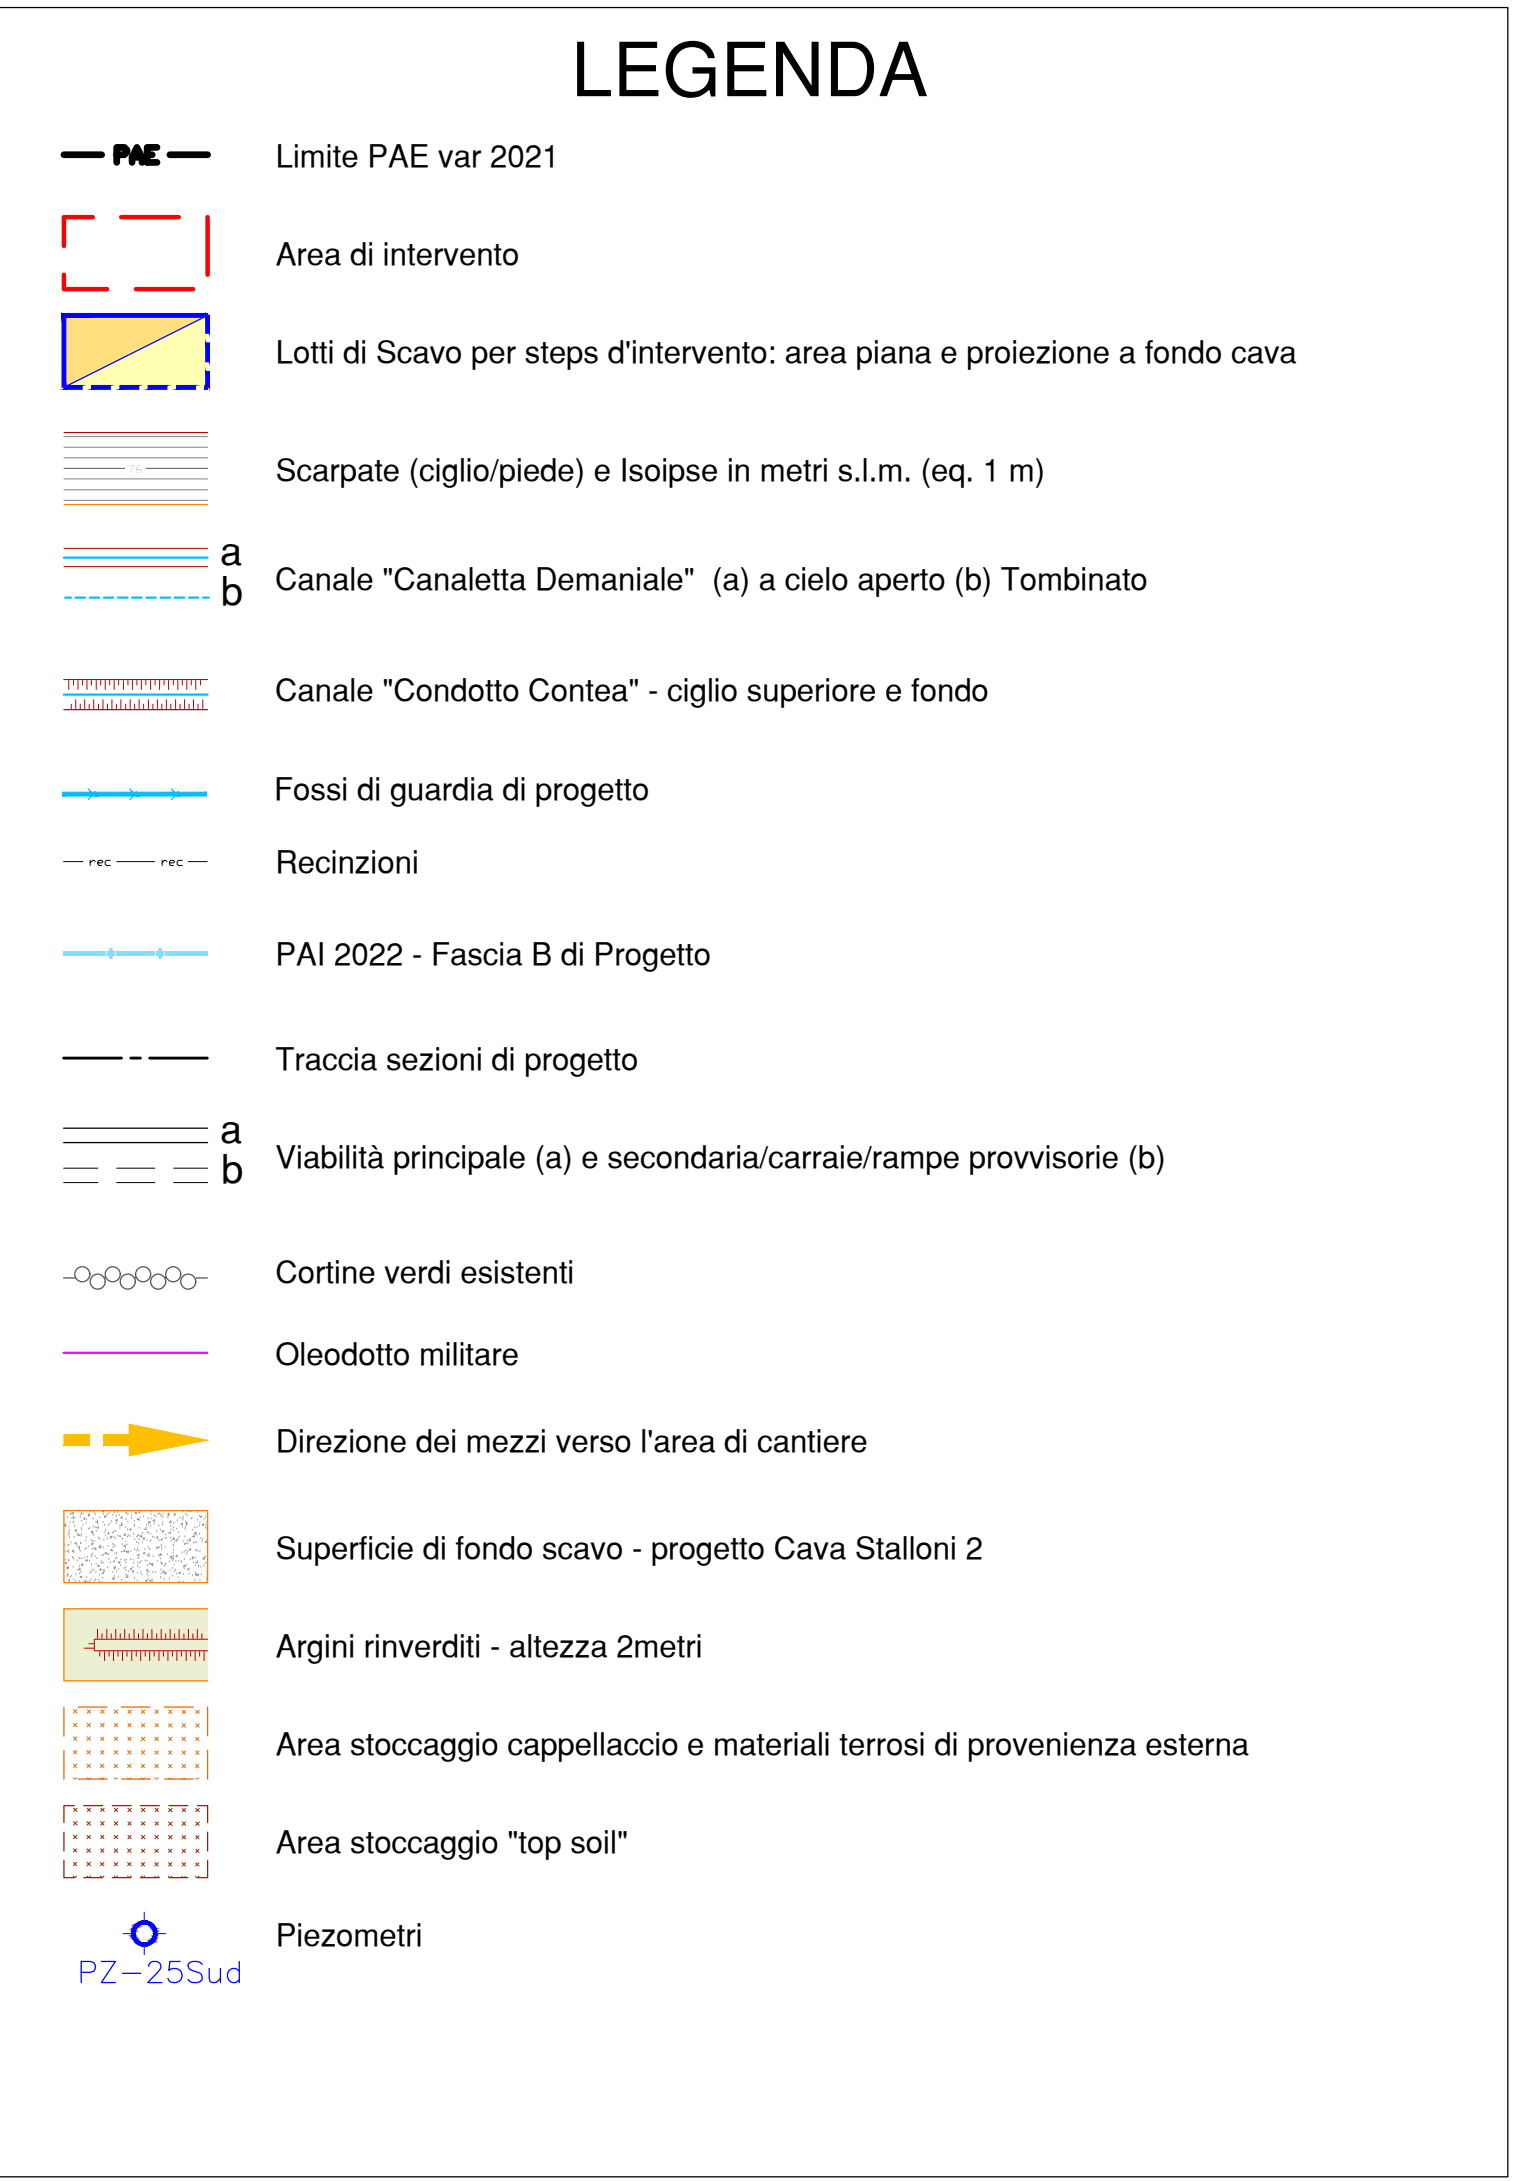 LEGENDA
PAE Limite PAE var 2021
Area di intervento
Lotti di Scavo per steps d'intervento: area piana e proiezione a fondo cava
76 Scarpate (ciglio/piede) e Isoipse in metri s.l.m. (eq. 1 m)
a
b
Canale "Canaletta Demaniale" (a) a cielo aperto (b) Tombinato
Canale "Condotto Contea" - ciglio superiore e fondo
Fossi di guardia di progetto
rec rec Recinzioni
PAI 2022 - Fascia B di Progetto
Traccia sezioni di progetto
a
b
Viabilità principale (a) e secondaria/carraie/rampe provvisorie (b)
Cortine verdi esistenti
Oleodotto militare
Direzione dei mezzi verso l'area di cantiere
Superficie di fondo scavo - progetto Cava Stalloni 2
Argini rinverditi - altezza 2metri
Area stoccaggio cappellaccio e materiali terrosi di provenienza esterna
Area stoccaggio "top soil"
Piezometri
PZ-25Sud